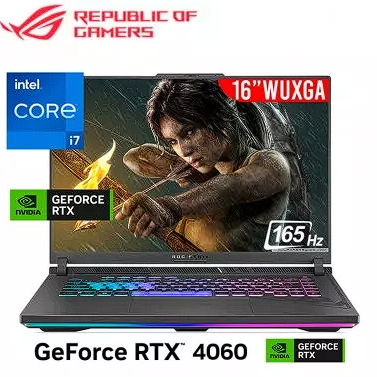 REPUBLIC OF
GAMERS
intel
CORE
i7
16" WUXGA
NVIDIA
GEFORCE
RTX
165 Hz
GeForce RTX™ 4060
NVIDIA
GEFORCE
RTX